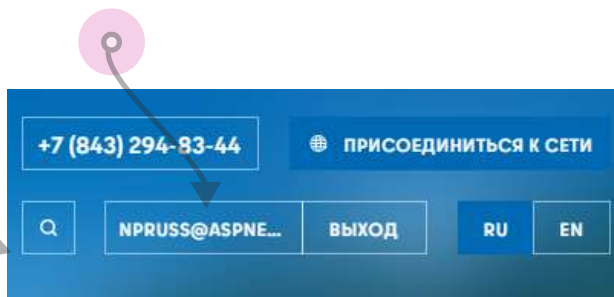 +7 (843) 294-83-44 ПРИСОЕДИНИТЬСЯ К СЕТИ
NPRUSS@ASPNE... ВЫХОД RU EN